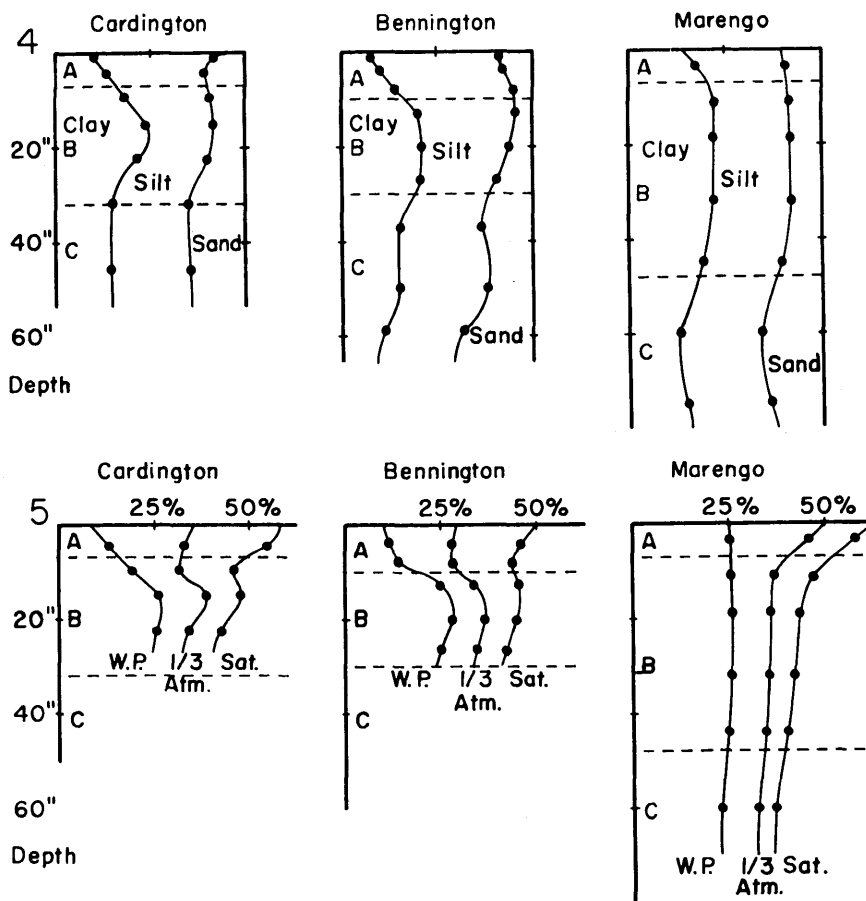 4
Cardington
Bennington
Marengo
A
A
A
Clay
Clay
Clay
20"
B
B
Silt
Silt
Silt
B
40"
C
Sand
C
60"
Sand
C
Sand
Depth
5
Cardington
Bennington
Marengo
25% 50%
25% 50%
25% 50%
A
A
A
20"
B
B
W.P. 1/3 Sat.
Atm.
W.P. 1/3 Sat.
Atm.
B
40"
C
C
60"
C
Depth
W.P. 1/3 Sat.
Atm.